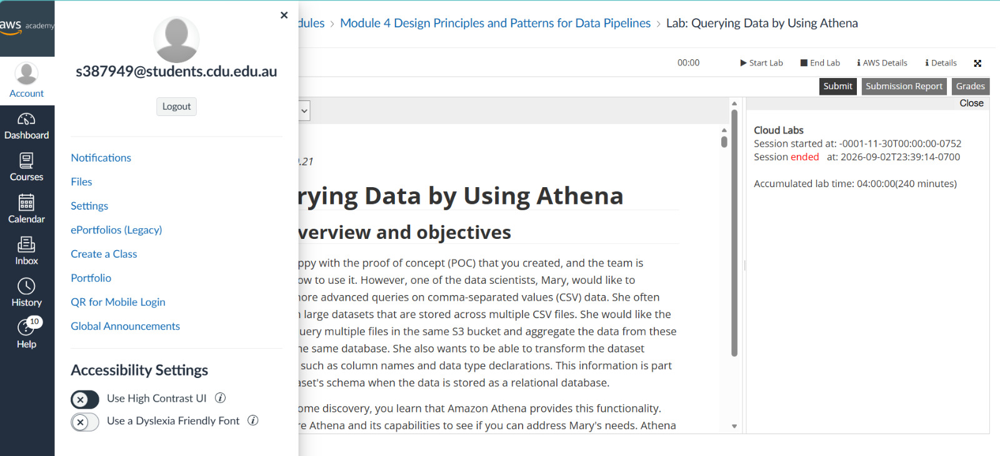 aws academy
Account
Dashboard
Courses
Calendar
Inbox
History
10
Help
s387949@students.cdu.edu.au
Logout
Notifications
Files
Settings
ePortfolios (Legacy)
Create a Class
Portfolio
QR for Mobile Login
Global Announcements
Accessibility Settings
Use High Contrast UI
Use a Dyslexia Friendly Font
dules > Module 4 Design Principles and Patterns for Data Pipelines > Lab: Querying Data by Using Athena
00:00 Start Lab End Lab AWS Details Details
Submit Submission Report Grades
.21
rying Data by Using Athena
verview and objectives
ppy with the proof of concept (POC) that you created, and the team is
ow to use it. However, one of the data scientists, Mary, would like to
ore advanced queries on comma-separated values (CSV) data. She often
large datasets that are stored across multiple CSV files. She would like the
uery multiple files in the same S3 bucket and aggregate the data from these
he same database. She also wants to be able to transform the dataset
such as column names and data type declarations. This information is part
aset's schema when the data is stored as a relational database.
ome discovery, you learn that Amazon Athena provides this functionality.
re Athena and its capabilities to see if you can address Mary's needs. Athena
Close
Cloud Labs
Session started at: -0001-11-30T00:00:00-0752
Session ended at: 2026-09-02T23:39:14-0700
Accumulated lab time: 04:00:00(240 minutes)